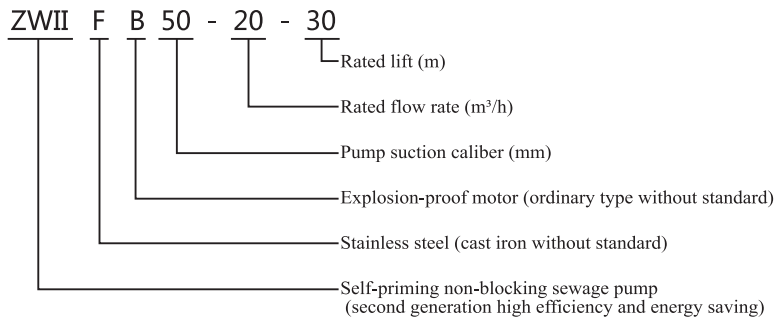 ZWII F B 50 - 20 - 30
Rated lift (m)
Rated flow rate (m³/h)
Pump suction caliber (mm)
Explosion-proof motor (ordinary type without standard)
Stainless steel (cast iron without standard)
Self-priming non-blocking sewage pump
(second generation high efficiency and energy saving)